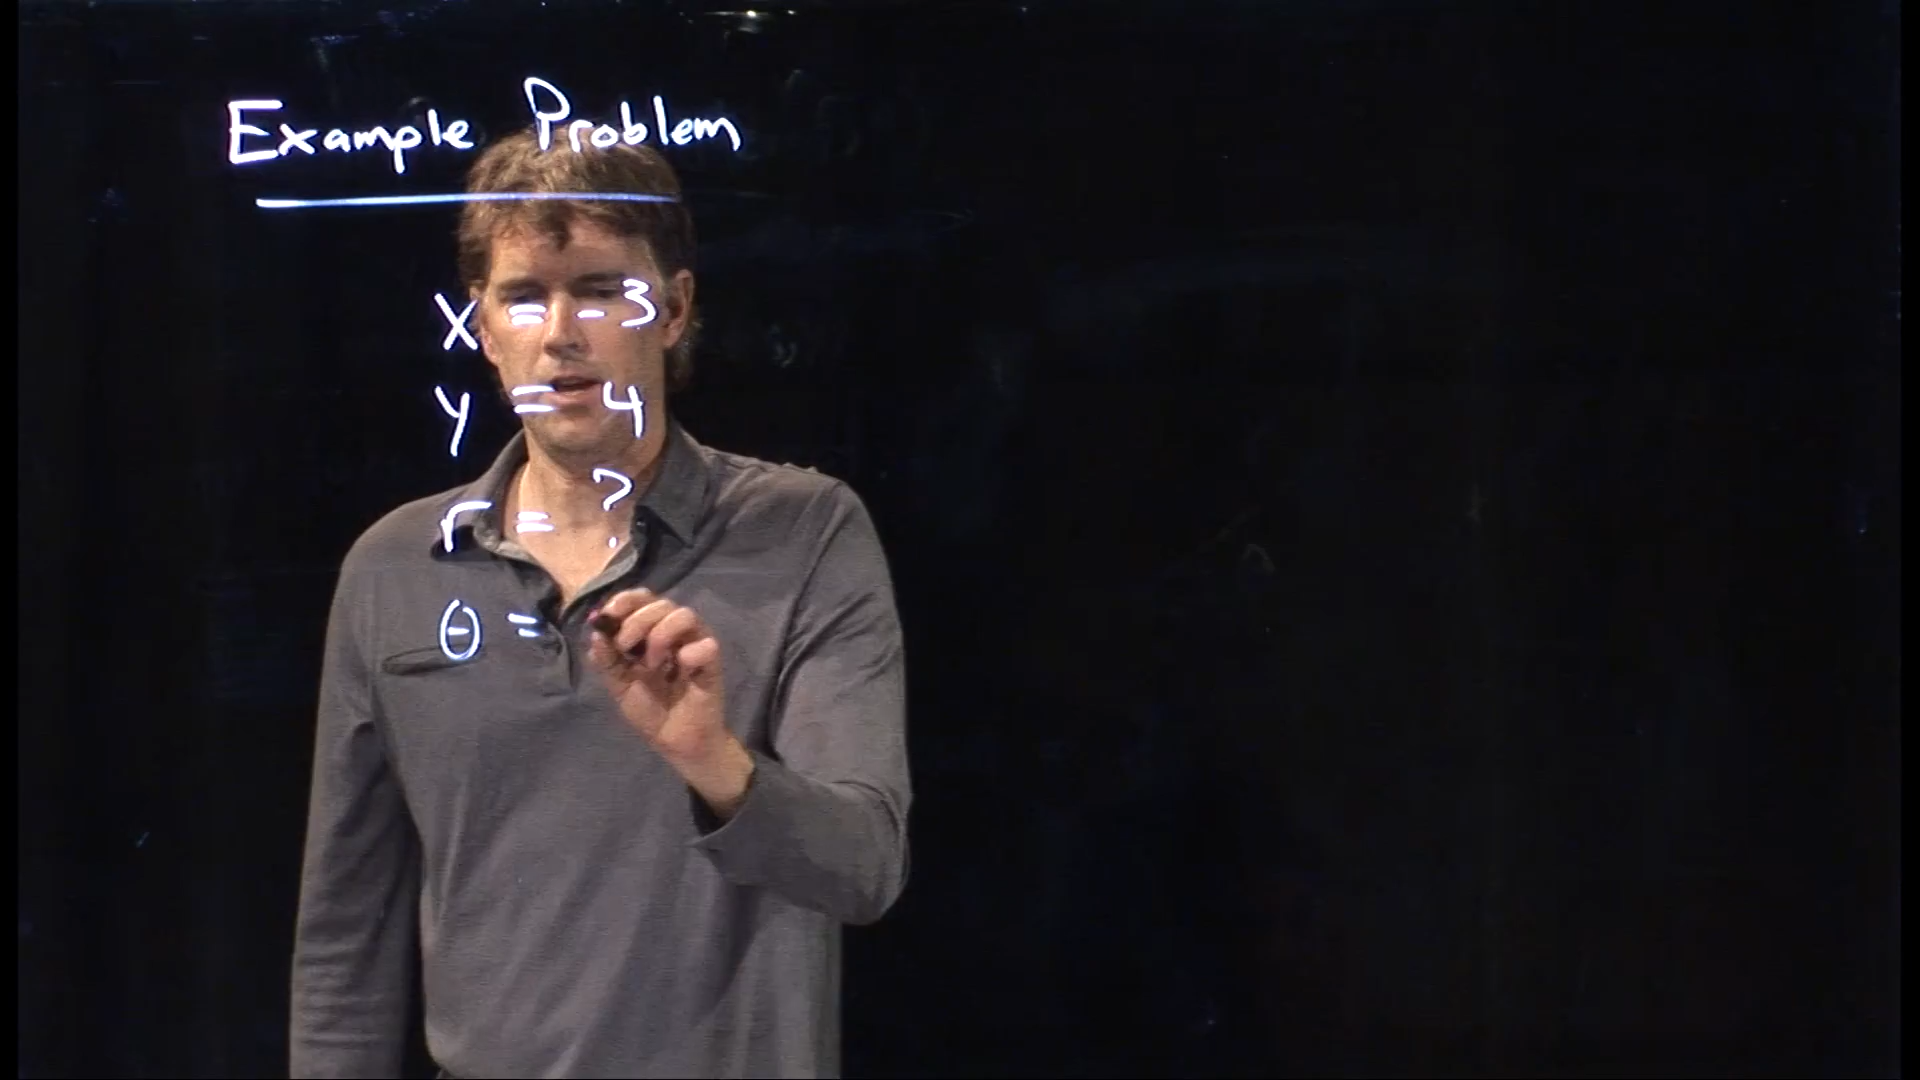 Example Problem
x = -3
y = 4
r = ?
θ =